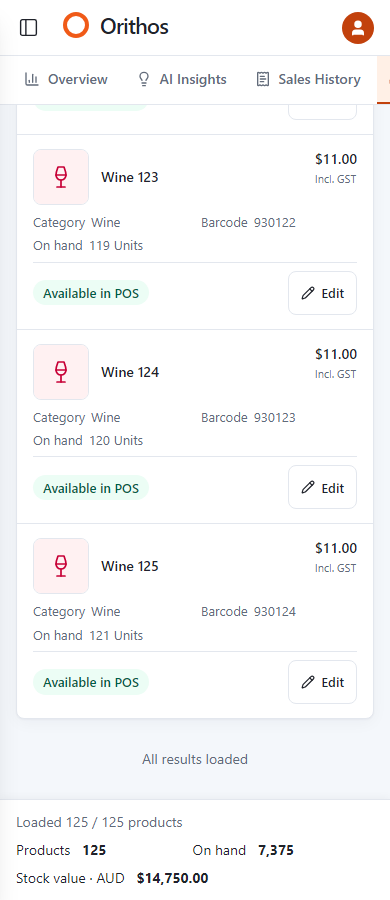 Orithos
Overview AI Insights Sales History
Wine 123 $11.00
Incl. GST
Category Wine Barcode 930122
On hand 119 Units
Available in POS Edit
Wine 124 $11.00
Incl. GST
Category Wine Barcode 930123
On hand 120 Units
Available in POS Edit
Wine 125 $11.00
Incl. GST
Category Wine Barcode 930124
On hand 121 Units
Available in POS Edit
All results loaded
Loaded 125 / 125 products
Products 125 On hand 7,375
Stock value · AUD $14,750.00